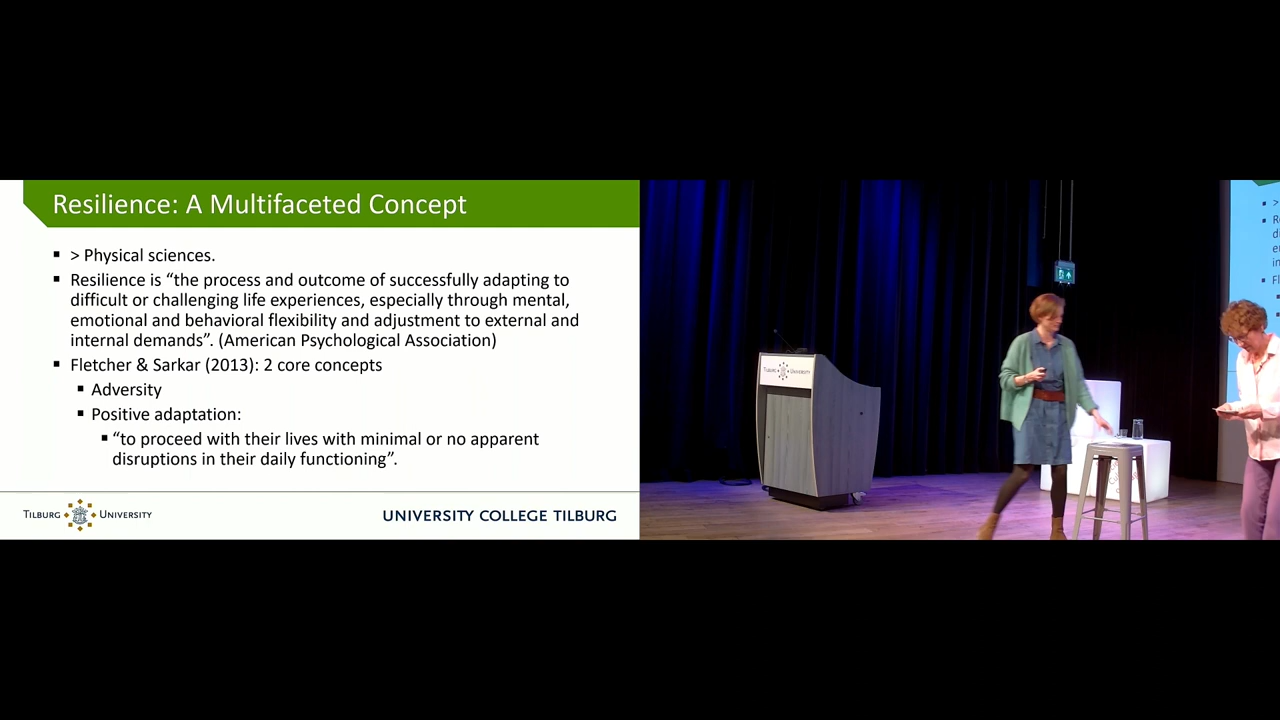 Resilience: A Multifaceted Concept
▪ > Physical sciences.
▪ Resilience is “the process and outcome of successfully adapting to
difficult or challenging life experiences, especially through mental,
emotional and behavioral flexibility and adjustment to external and
internal demands”. (American Psychological Association)
▪ Fletcher & Sarkar (2013): 2 core concepts
▪ Adversity
▪ Positive adaptation:
▪ “to proceed with their lives with minimal or no apparent
disruptions in their daily functioning”.
TILBURG UNIVERSITY
UNIVERSITY COLLEGE TILBURG
TILBURG UNIVERSITY